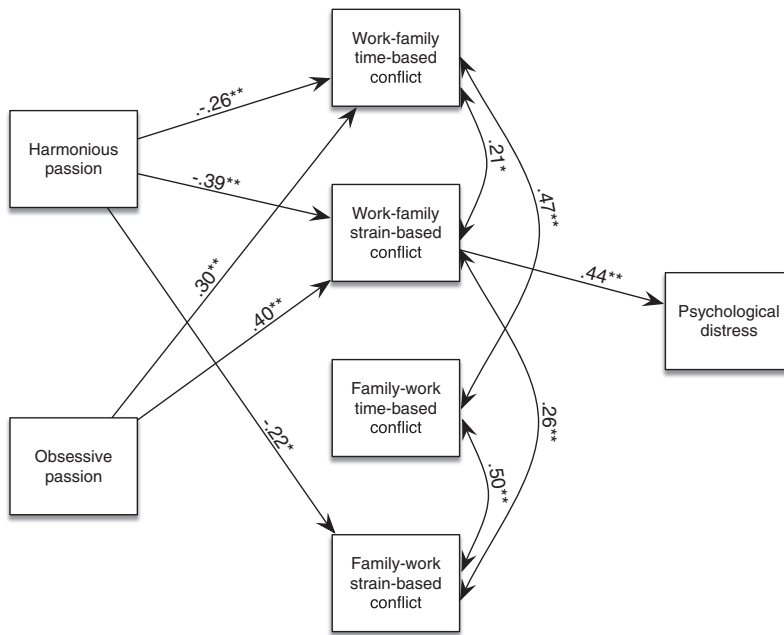 Work-family
time-based
conflict
.-.26**
Harmonious
passion
.21*
-.39**
Work-family
strain-based
conflict
.47**
.30**
.44**
.40**
Psychological
distress
Family-work
time-based
conflict
.26**
-.22*
Obsessive
passion
.50**
Family-work
strain-based
conflict